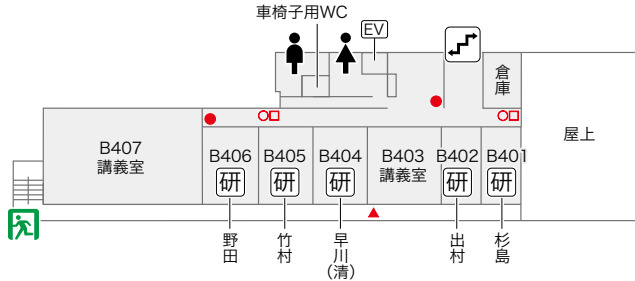 車椅子用WC
EV
倉庫
屋上
B407
講義室
B406
研
B405
研
B404
研
B403
講義室
B402
研
B401
研
野田
竹村
早川(清)
出村
杉島